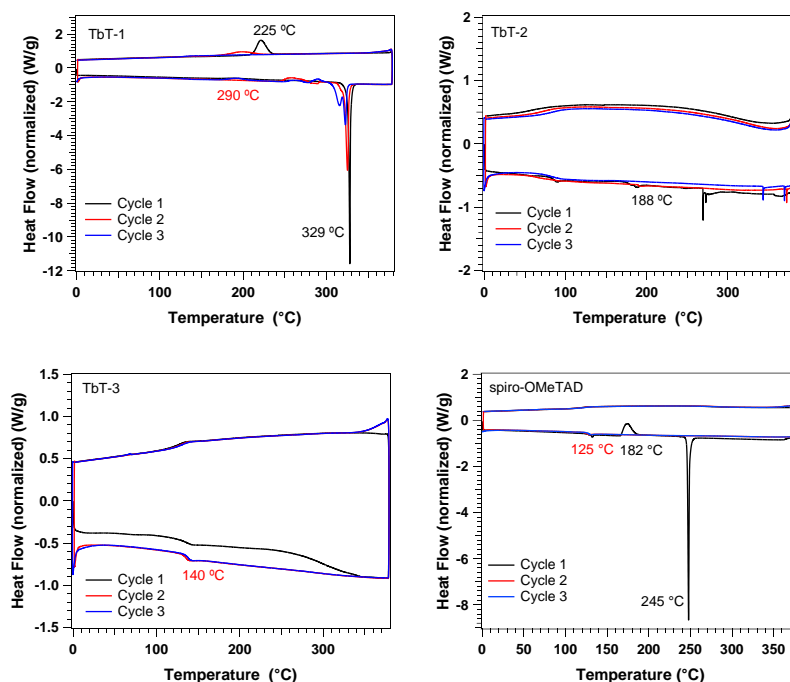 TbT-1
225 ºC
290 ºC
329 ºC
Cycle 1
Cycle 2
Cycle 3
Heat Flow (normalized) (W/g)
2
0
-2
-4
-6
-8
-10
-12
0 100 200 300
Temperature (°C)
TbT-2
188 ºC
Cycle 1
Cycle 2
Cycle 3
Heat Flow (normalized) (W/g)
2
1
0
-1
-2
0 100 200 300
Temperature (°C)
TbT-3
140 ºC
Cycle 1
Cycle 2
Cycle 3
Heat Flow (normalized) (W/g)
1.5
1.0
0.5
0.0
-0.5
-1.0
-1.5
0 100 200 300
Temperature (°C)
spiro-OMeTAD
125 °C 182 °C
245 °C
Cycle 1
Cycle 2
Cycle 3
Heat Flow (normalized) (W/g)
2
0
-2
-4
-6
-8
0 50 100 150 200 250 300 350
Temperature (°C)